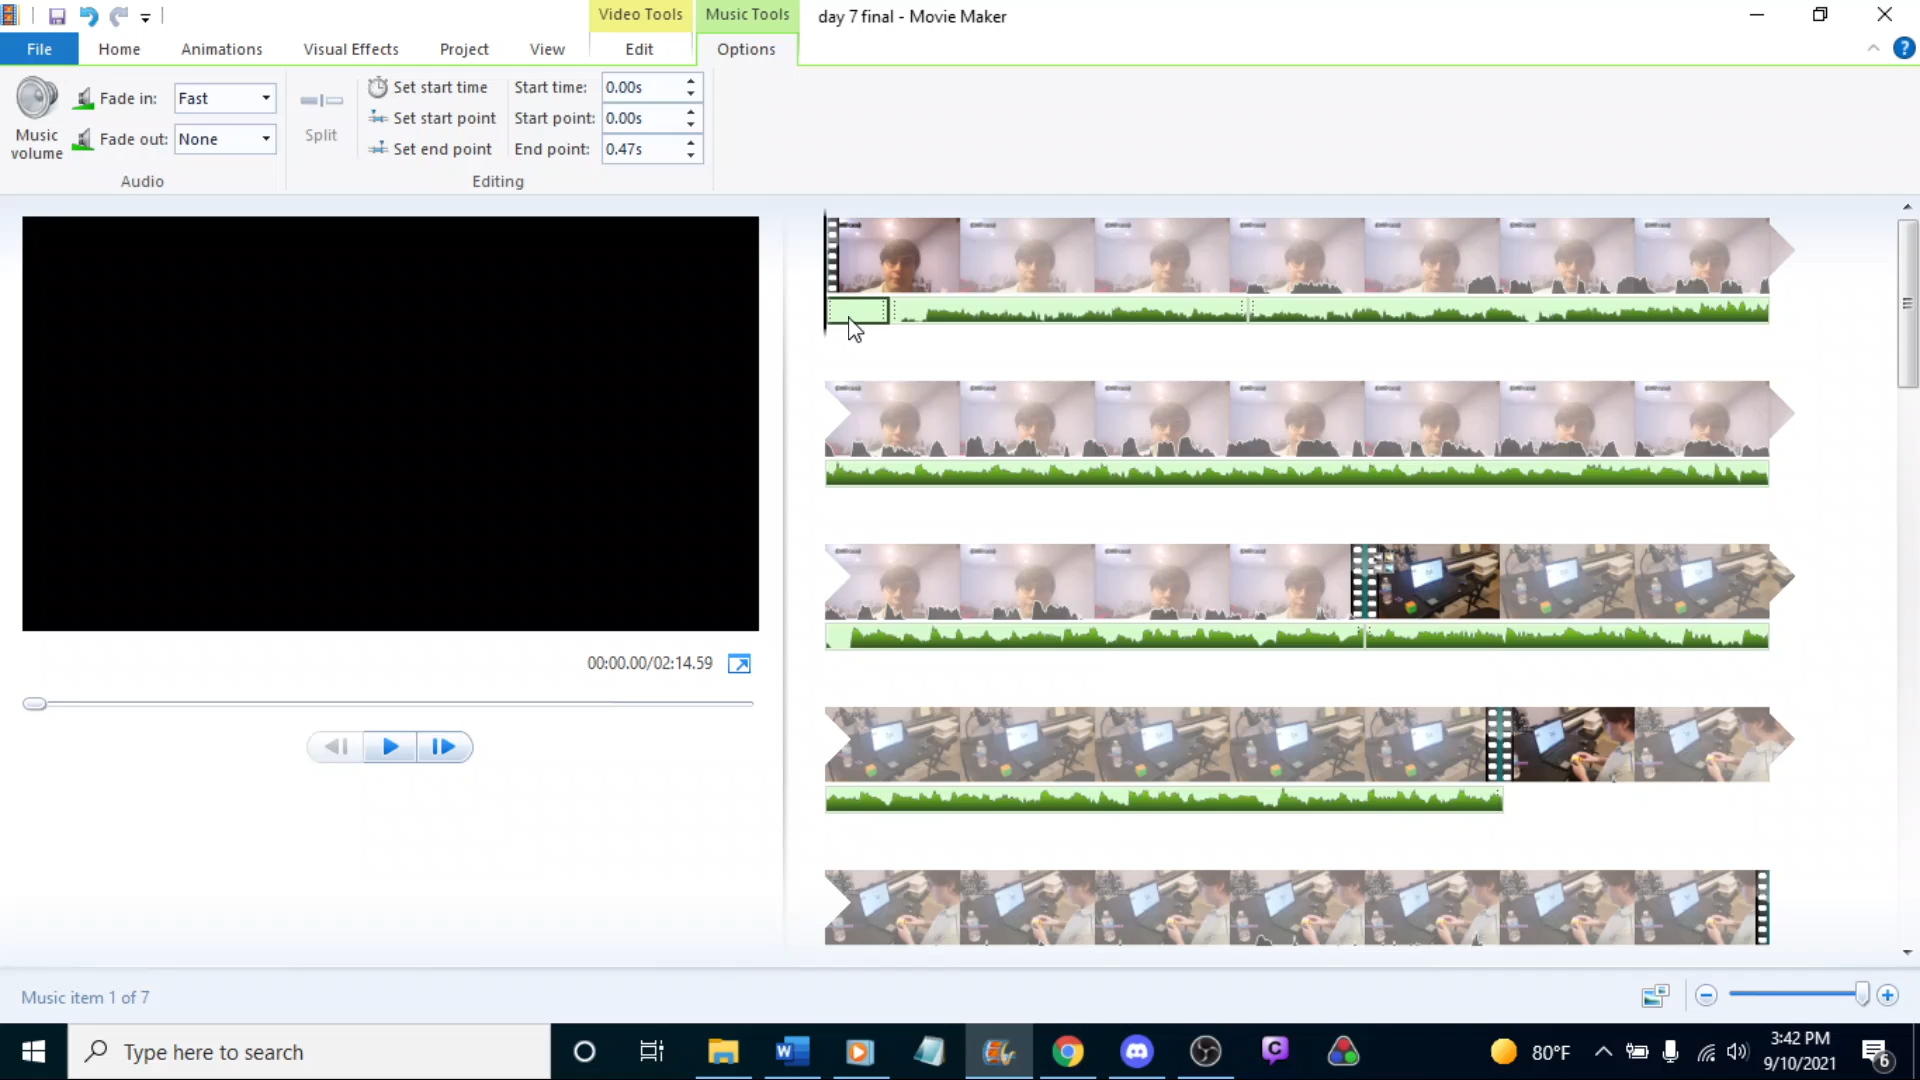 Video Tools
Music Tools
day 7 final - Movie Maker
File
Home
Animations
Visual Effects
Project
View
Edit
Options
Music volume
Fade in:
Fast
Fade out:
None
Audio
Split
Set start time
Set start point
Set end point
Start time:
0.00s
Start point:
0.00s
End point:
0.47s
Editing
00:00.00/02:14.59
Music item 1 of 7
Type here to search
80°F
3:42 PM
9/10/2021
6